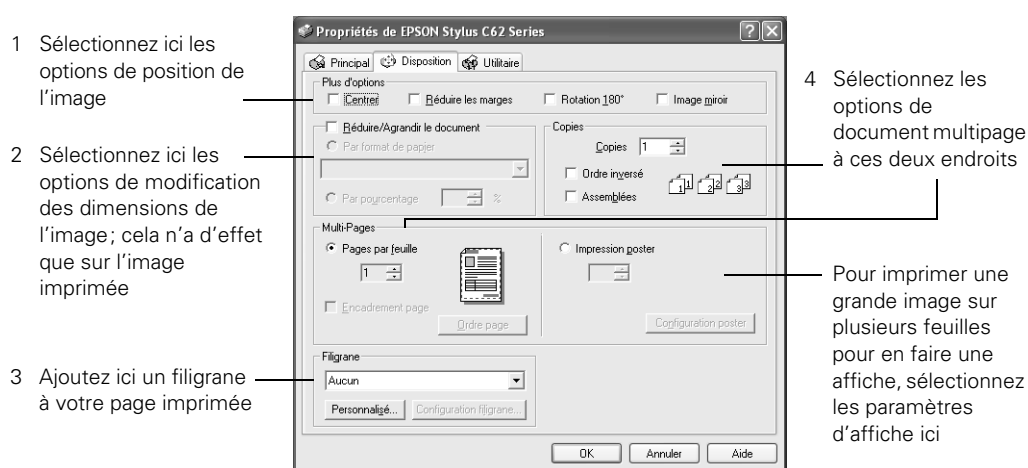 1 Sélectionnez ici les
options de position de
l'image
2 Sélectionnez ici les
options de modification
des dimensions de
l'image; cela n'a d'effet
que sur l'image
imprimée
3 Ajoutez ici un filigrane
à votre page imprimée
Propriétés de EPSON Stylus C62 Series
Principal Disposition Utilitaire
Plus d'options
Centrer Réduire les marges Rotation 180° Image miroir
Réduire/Agrandir le document
Par format de papier
Par pourcentage %
Copies
Copies 1
Ordre inversé
Assemblées
1 1 2 2 3 3
Multi-Pages
Pages par feuille
1
Encadrement page
Ordre page
Impression poster
Configuration poster
Filigrane
Aucun
Personnalisé... Configuration filigrane...
OK Annuler Aide
4 Sélectionnez les
options de
document multipage
à ces deux endroits
Pour imprimer une
grande image sur
plusieurs feuilles
pour en faire une
affiche, sélectionnez
les paramètres
d'affiche ici